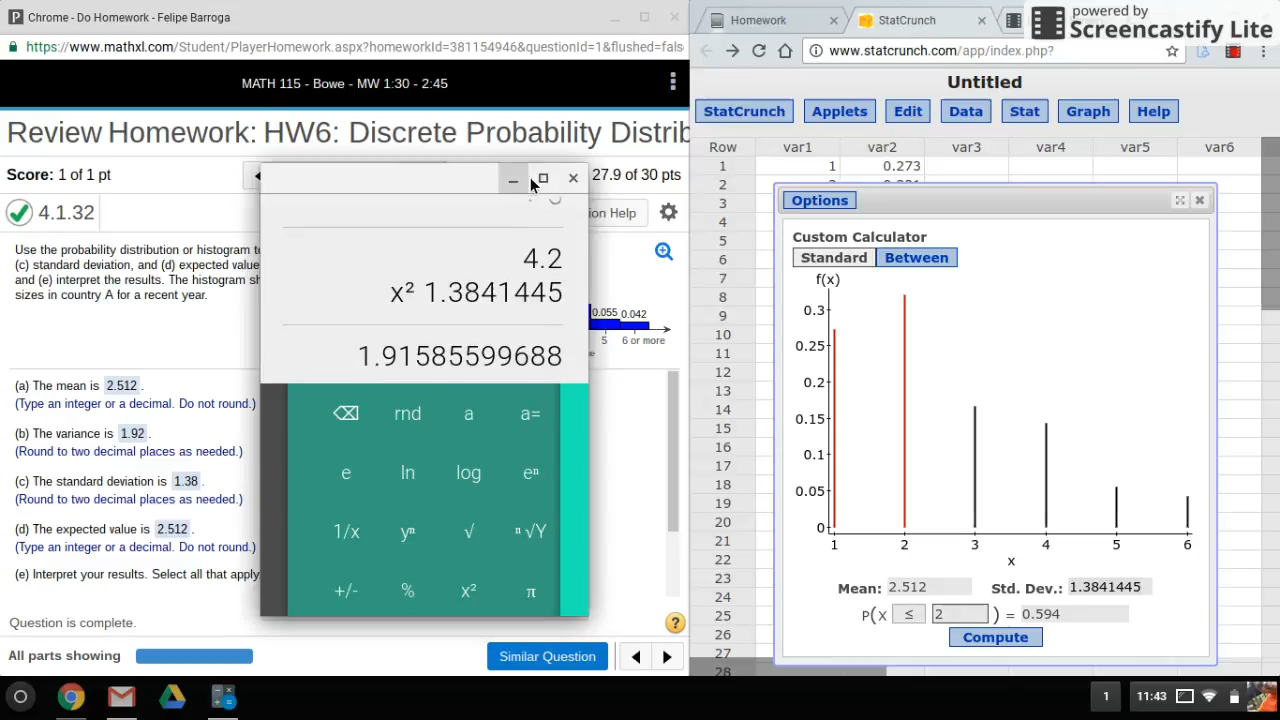 Chrome - Do Homework - Felipe Barroga
https://www.mathxl.com/Student/PlayerHomework.aspx?homeworkId=381154946&questionId=1&flushed=fals
MATH 115 - Bowe - MW 1:30 - 2:45
Review Homework: HW6: Discrete Probability Distrib
Score: 1 of 1 pt
27.9 of 30 pts
4.1.32
ion Help
Use the probability distribution or histogram t
(c) standard deviation, and (d) expected value
and (e) interpret the results. The histogram sh
sizes in country A for a recent year.
0.055 0.042
5 6 or more
(a) The mean is 2.512.
(Type an integer or a decimal. Do not round.)
(b) The variance is 1.92.
(Round to two decimal places as needed.)
(c) The standard deviation is 1.38.
(Round to two decimal places as needed.)
(d) The expected value is 2.512.
(Type an integer or a decimal. Do not round.)
(e) Interpret your results. Select all that apply
Question is complete.
All parts showing
Similar Question
4.2
x² 1.3841445
1.91585599688
⌫ rnd a a=
e ln log eⁿ
1/x yⁿ √ ⁿ√Y
+/- % x² π
Homework
StatCrunch
powered by
Screencastify Lite
www.statcrunch.com/app/index.php?
Untitled
StatCrunch Applets Edit Data Stat Graph Help
Row var1 var2 var3 var4 var5 var6
1 1 0.273
2
3
4
5
6
7
8
9
10
11
12
13
14
15
16
17
18
19
20
21
22
23
24
25
26
27
28
Options
Custom Calculator
Standard Between
f(x)
0.3
0.25
0.2
0.15
0.1
0.05
0
1 2 3 4 5 6
x
Mean: 2.512 Std. Dev.: 1.3841445
P(x ≤ 2 ) = 0.594
Compute
1
11:43